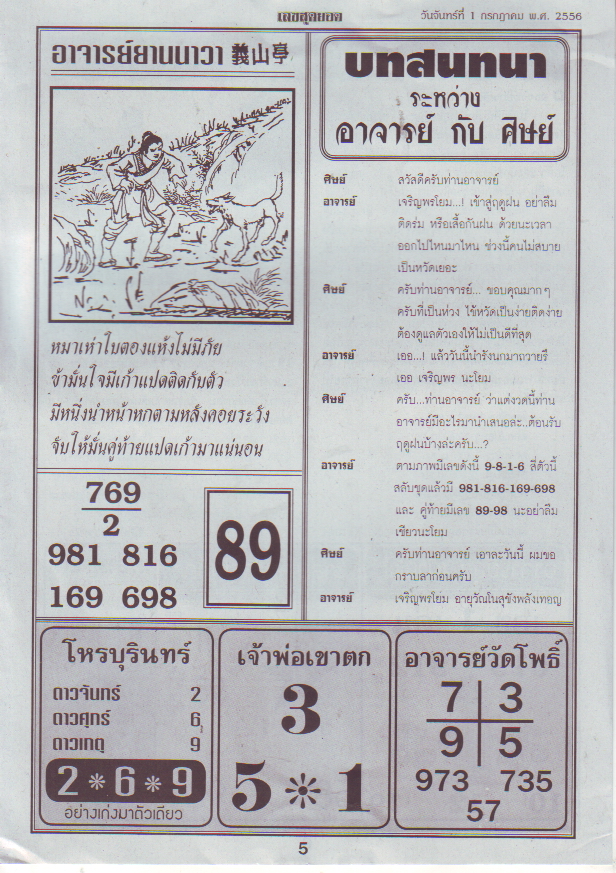 เลขสุดยอด
วันจันทร์ที่ 1 กรกฎาคม พ.ศ. 2556
อาจารย์ยานนาวา 義山亭
หมาเห่าใบตองแห้งไม่มีภัย
ข้ามั่นใจมีเก้าแปดติดกับตัว
มีหนึ่งนำหน้าหกตามหลังคอยระวัง
จับให้มั่นคู่ท้ายแปดเก้ามาแน่นอน
769
2
981 816
169 698
89
บทสนทนา
ระหว่าง
อาจารย์ กับ ศิษย์
ศิษย์ สวัสดีครับท่านอาจารย์
อาจารย์ เจริญพรโยม...! เข้าสู่ฤดูฝน อย่าลืม
ติดร่ม หรือเสื้อกันฝน ด้วยนะเวลา
ออกไปไหนมาไหน ช่วงนี้คนไม่สบาย
เป็นหวัดเยอะ
ศิษย์ ครับท่านอาจารย์... ขอบคุณมากๆ
ครับที่เป็นห่วง ไข้หวัดเป็นง่ายติดง่าย
ต้องดูแลตัวเองให้ไม่เป็นดีที่สุด
อาจารย์ เออ...! แล้ววันนี้นำรังนกมาถวายรึ
เออ เจริญพร นะโยม
ศิษย์ ครับ...ท่านอาจารย์ ว่าแต่งวดนี้ท่าน
อาจารย์มีอะไรมานำเสนอล่ะ..ต้อนรับ
ฤดูฝนบ้างล่ะครับ...?
อาจารย์ ตามภาพมีเลขดังนี้ 9-8-1-6 สี่ตัวนี้
สลับชุดแล้วมี 981-816-169-698
และ คู่ท้ายมีเลข 89-98 นะอย่าลืม
เชียวนะโยม
ศิษย์ ครับท่านอาจารย์ เอาละวันนี้ ผมขอ
กราบลาก่อนครับ
อาจารย์ เจริญพรโยม อายุวัณโนสุขังพลังเทอญ
โหรบุรินทร์
ดาวจันทร์ 2
ดาวศุกร์ 6
ดาวเกตุ 9
2 * 6 * 9
อย่างเก่งมาตัวเดียว
เจ้าพ่อเขาตก
3
5 * 1
อาจารย์วัดโพธิ์
7 3
9 5
973 735
57
5